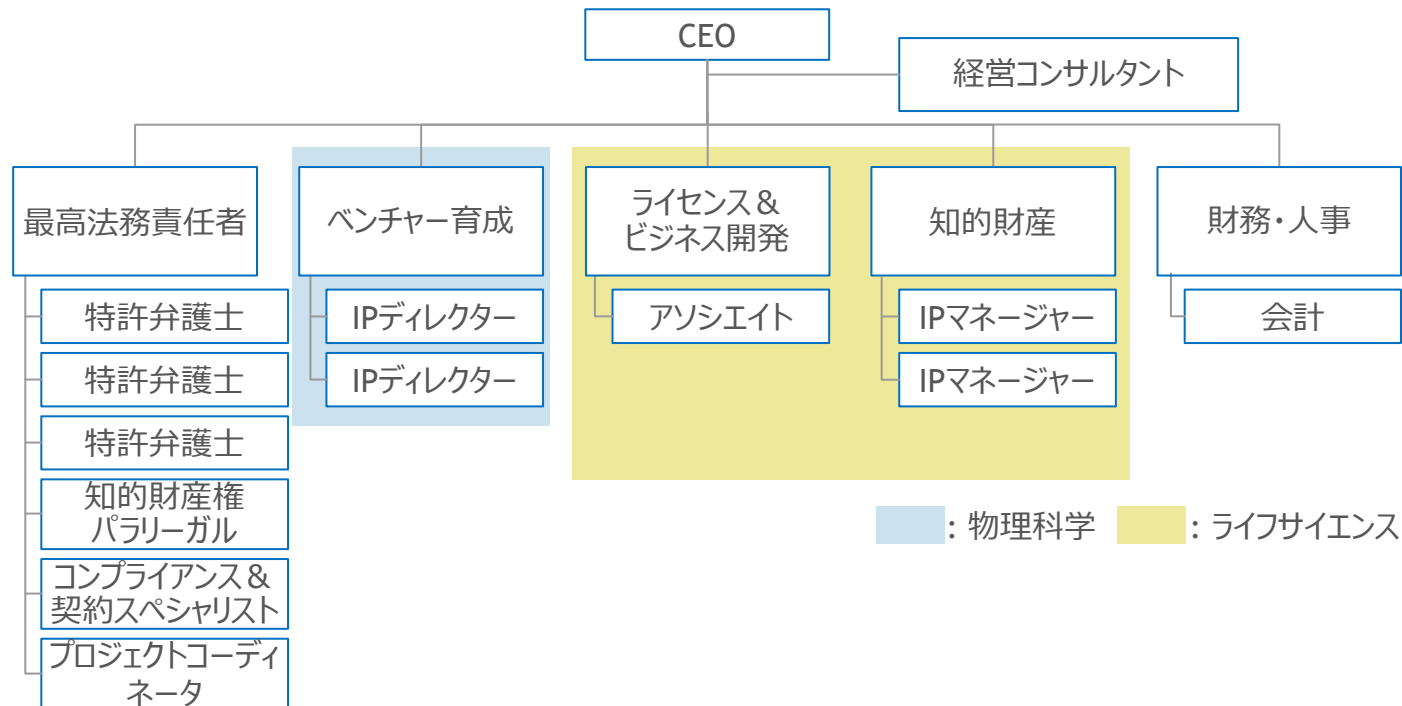 CEO
経営コンサルタント
最高法務責任者
ベンチャー育成
ライセンス＆
ビジネス開発
知的財産
財務・人事
特許弁護士
IPディレクター
アソシエイト
IPマネージャー
会計
特許弁護士
IPディレクター
IPマネージャー
特許弁護士
知的財産権
パラリーガル
：物理科学
：ライフサイエンス
コンプライアンス＆
契約スペシャリスト
プロジェクトコーディ
ネータ